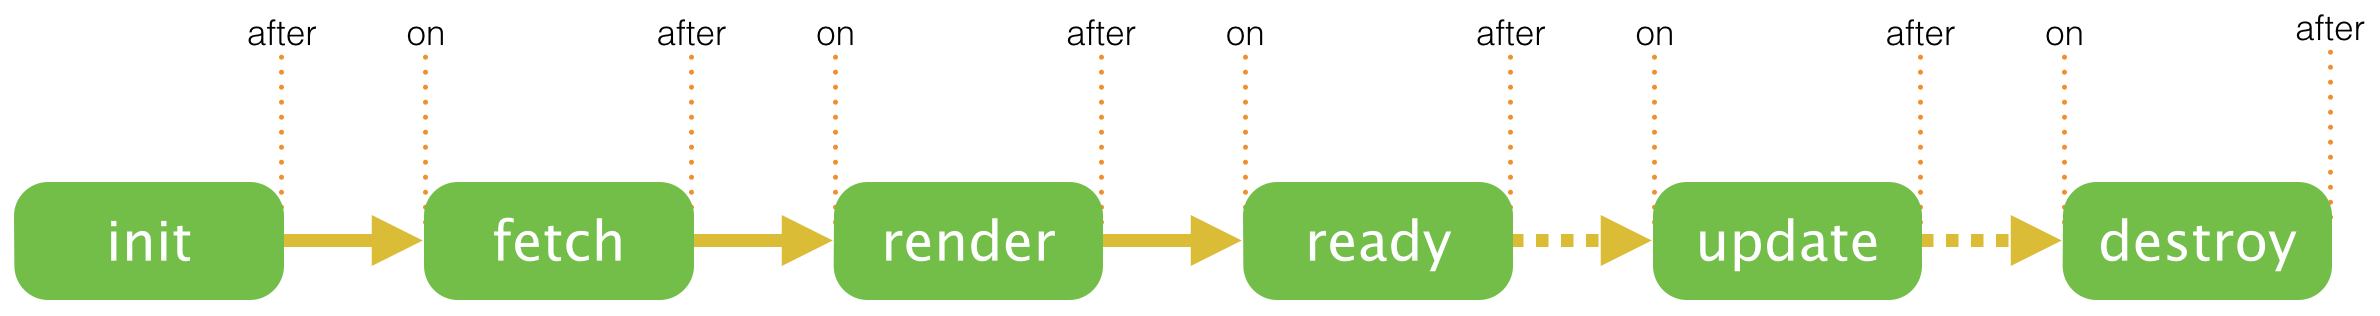 after on after on after on after on after on after
init fetch render ready update destroy